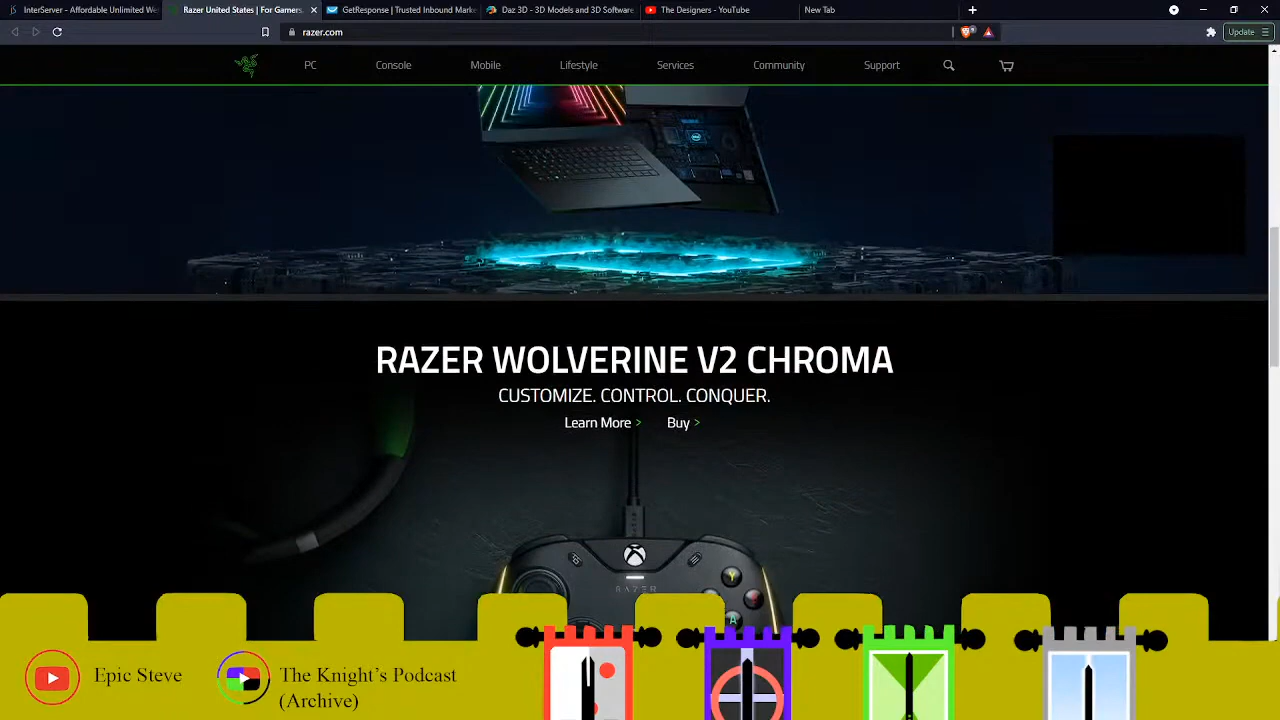 InterServer - Affordable Unlimited We
Razer United States | For Gamers.
GetResponse | Trusted Inbound Marke
Daz 3D - 3D Models and 3D Software
The Designers - YouTube
New Tab
razer.com
Update
PC
Console
Mobile
Lifestyle
Services
Community
Support
RAZER WOLVERINE V2 CHROMA
CUSTOMIZE. CONTROL. CONQUER.
Learn More >
Buy >
RAZER
Y
A
Epic Steve
The Knight's Podcast
(Archive)